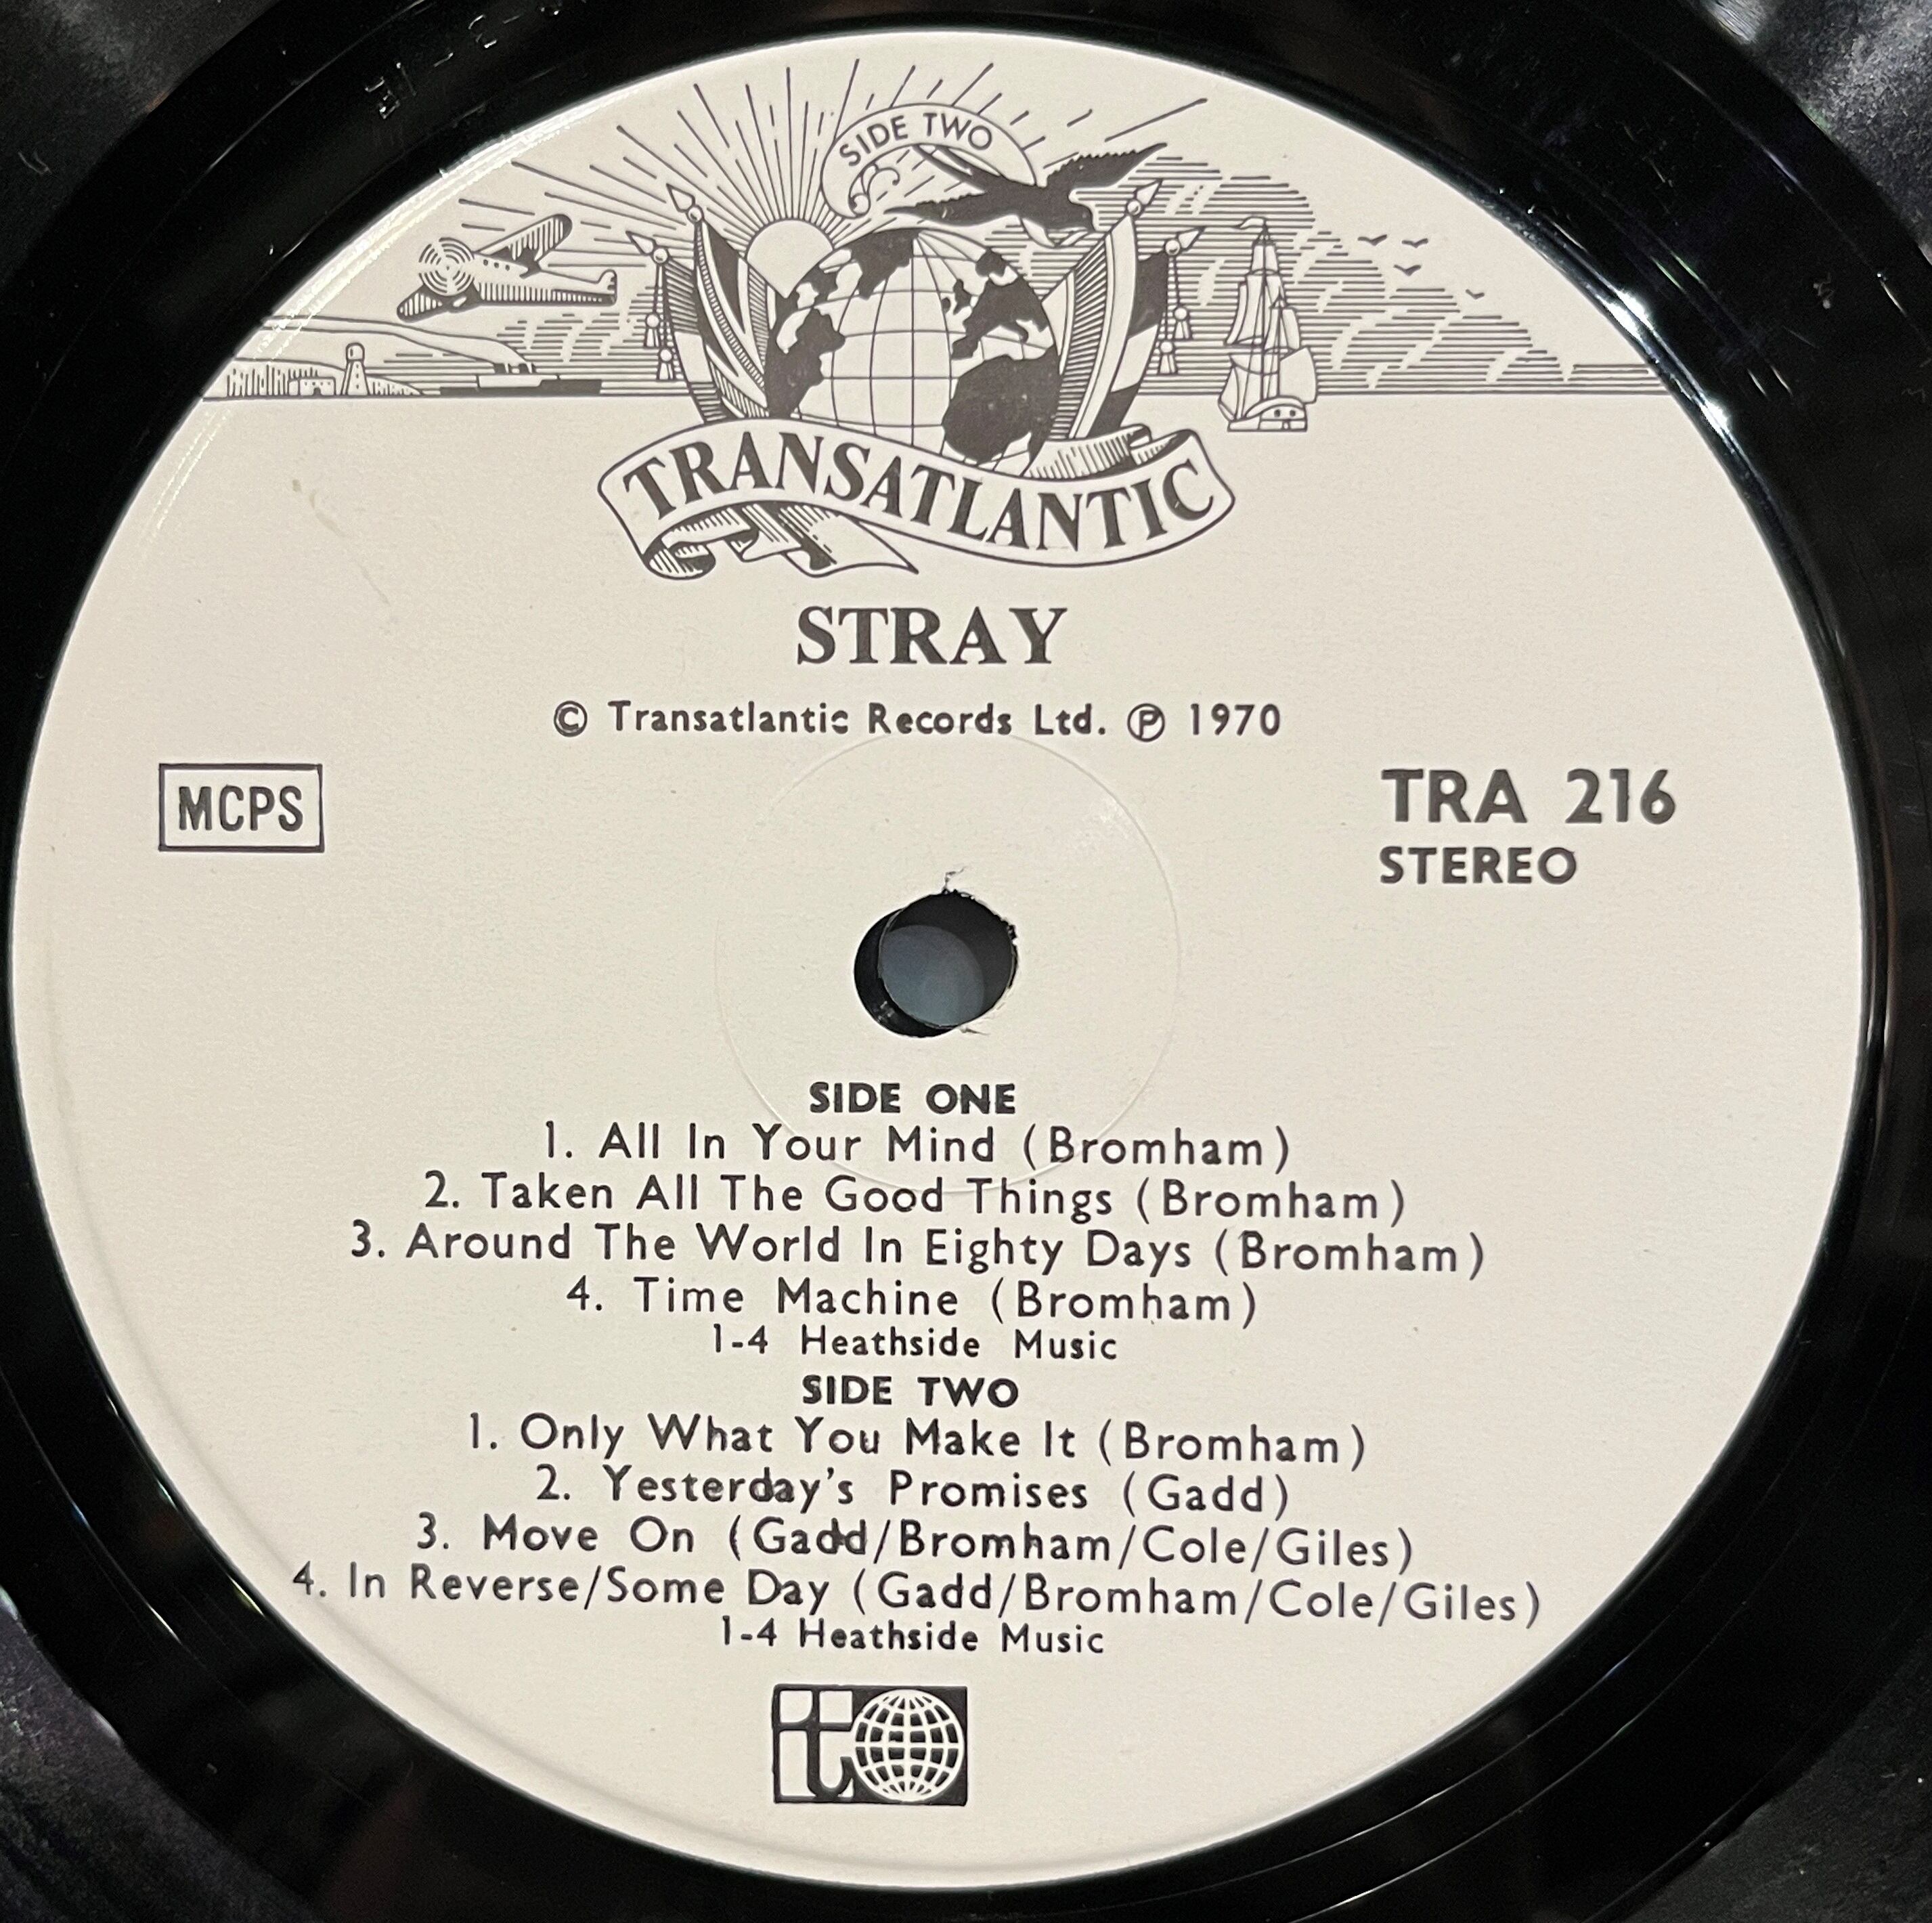 SIDE TWO
TRANSATLANTIC
STRAY
© Transatlantic Records Ltd. ℗ 1970
MCPS
TRA 216
STEREO
SIDE ONE
1. All In Your Mind (Bromham)
2. Taken All The Good Things (Bromham)
3. Around The World In Eighty Days (Bromham)
4. Time Machine (Bromham)
1-4 Heathside Music
SIDE TWO
1. Only What You Make It (Bromham)
2. Yesterday's Promises (Gadd)
3. Move On (Gadd/Bromham/Cole/Giles)
4. In Reverse/Some Day (Gadd/Bromham/Cole/Giles)
1-4 Heathside Music